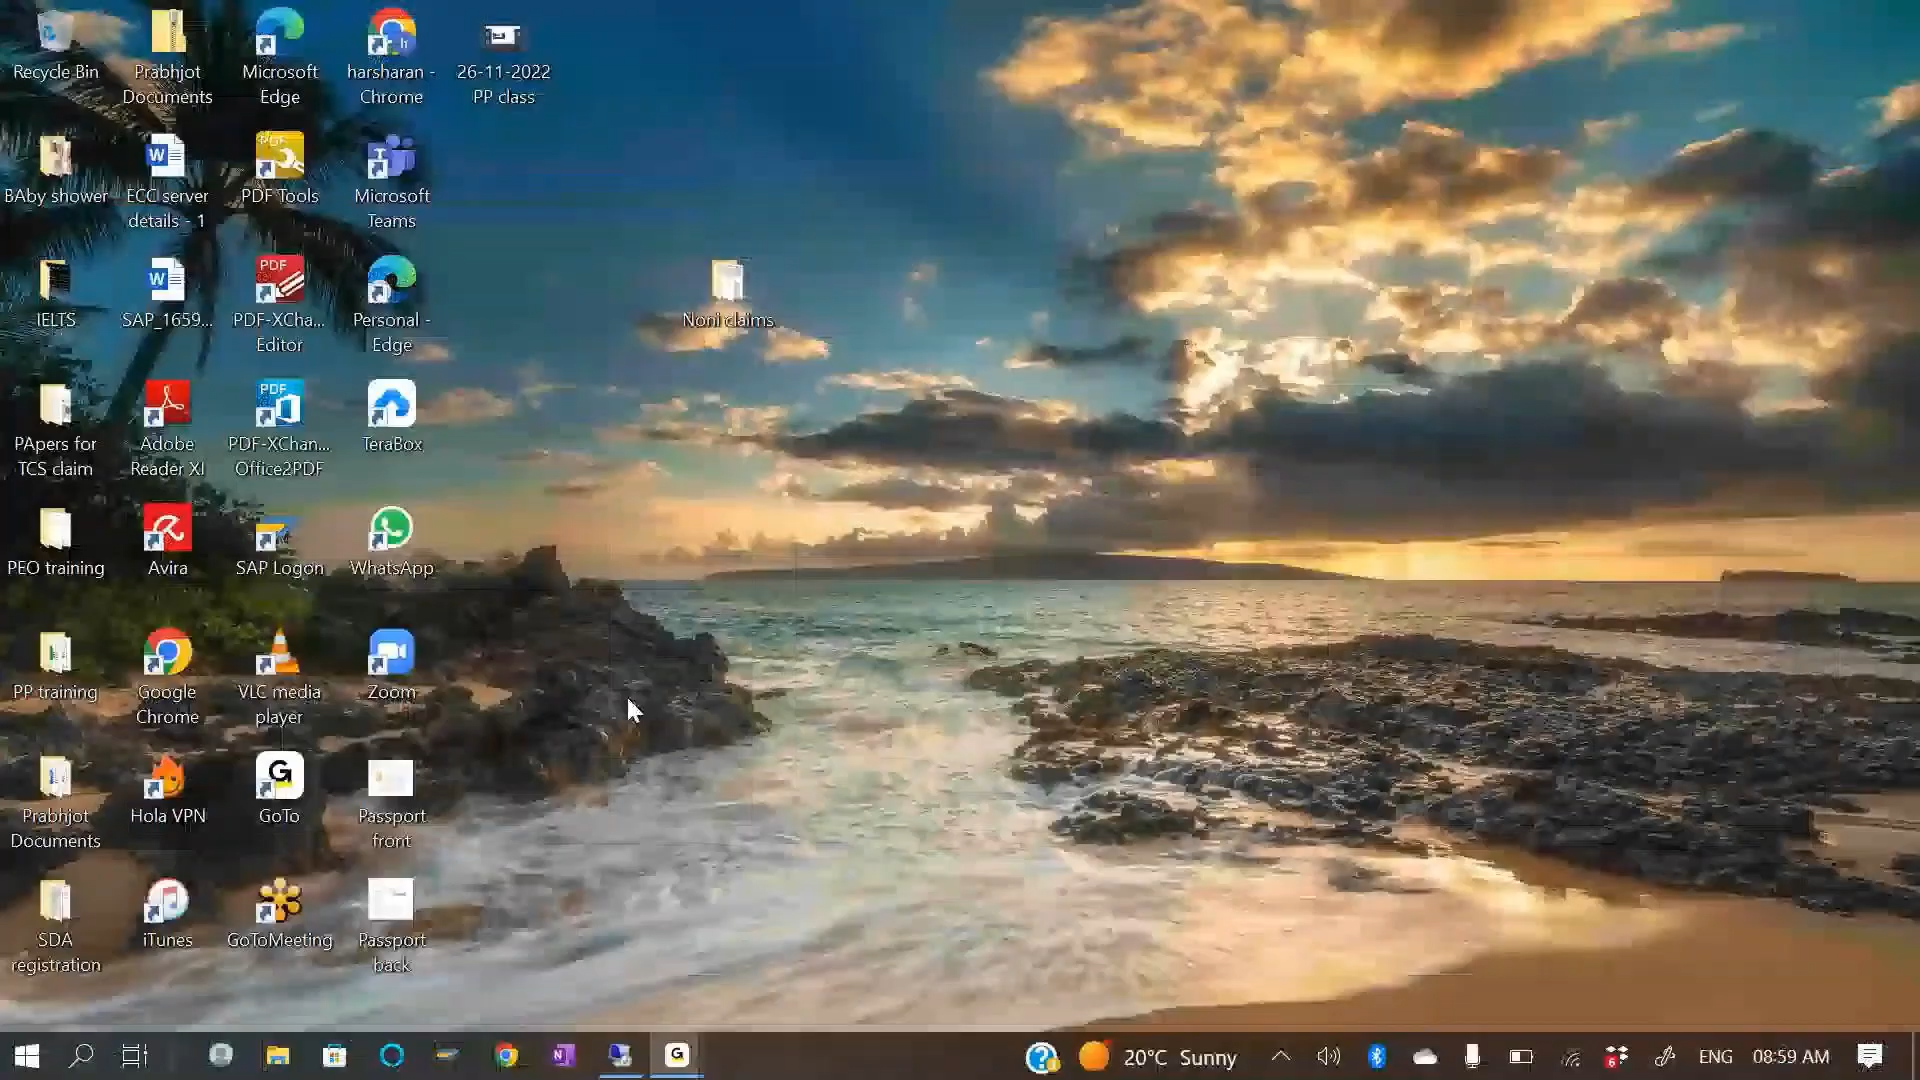 Recycle Bin
Prabhjot
Documents
Microsoft
Edge
harsharan -
Chrome
26-11-2022
PP class
BAby shower
ECC server
details - 1
PDF Tools
Microsoft
Teams
IELTS
SAP_1659...
PDF-XCha...
Editor
Personal -
Edge
Noni claims
PApers for
TCS claim
Adobe
Reader XI
PDF-XChan...
Office2PDF
TeraBox
PEO training
Avira
SAP Logon
WhatsApp
PP training
Google
Chrome
VLC media
player
Zoom
Prabhjot
Documents
Hola VPN
GoTo
Passport
front
SDA
registration
iTunes
GoToMeeting
Passport
back
20°C Sunny
ENG
08:59 AM